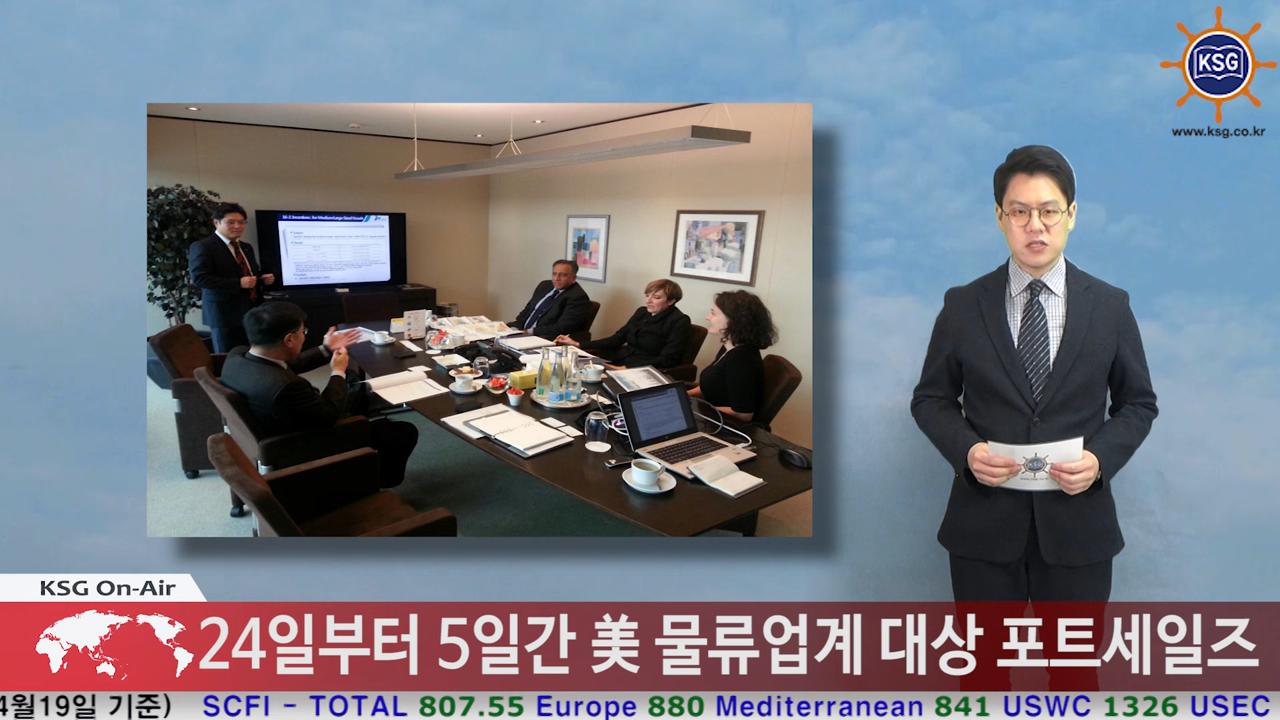 KSG
www.ksg.co.kr
KSG
KSG On-Air
24일부터 5일간 美 물류업계 대상 포트세일즈
4월19일 기준) SCFI - TOTAL 807.55 Europe 880 Mediterranean 841 USWC 1326 USEC